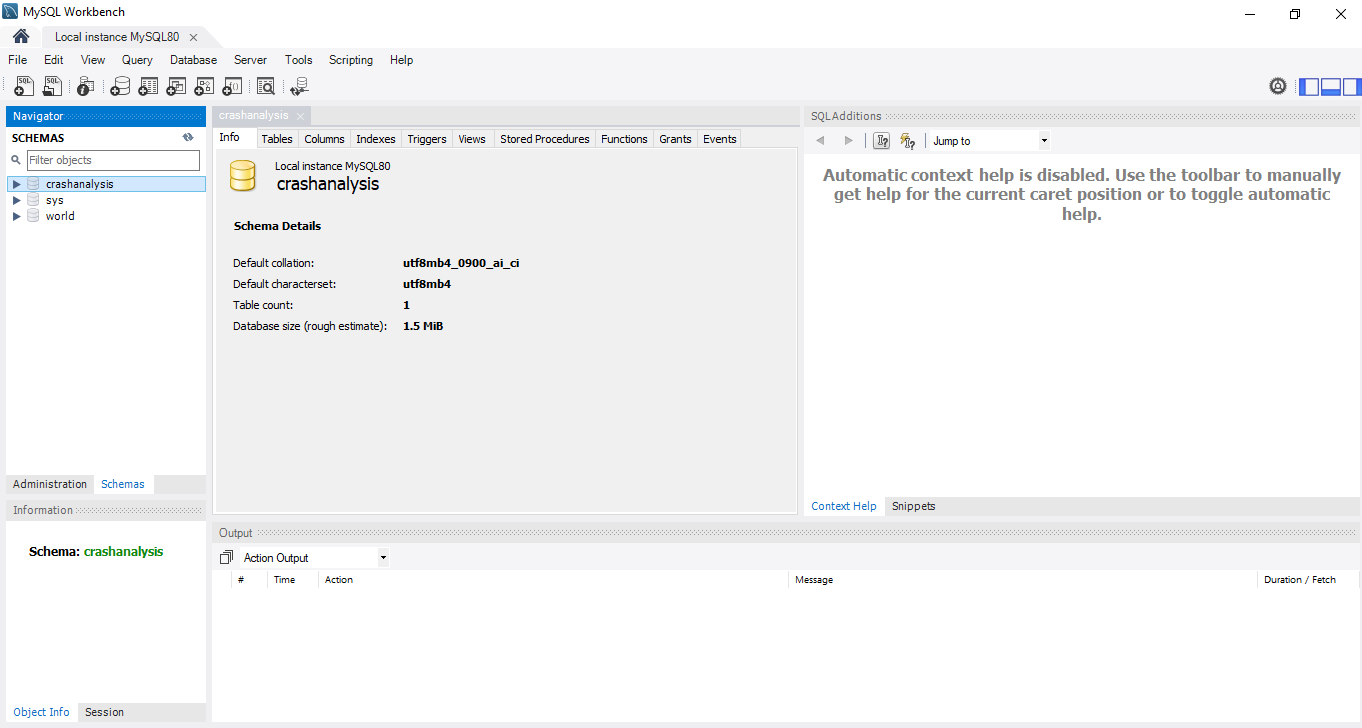 MySQL Workbench
Local instance MySQL80
File Edit View Query Database Server Tools Scripting Help
SQL SQL
Navigator
SCHEMAS
Filter objects
crashanalysis
sys
world
Administration Schemas
Information
Schema: crashanalysis
Object Info Session
crashanalysis
Info Tables Columns Indexes Triggers Views Stored Procedures Functions Grants Events
Local instance MySQL80
crashanalysis
Schema Details
Default collation: utf8mb4_0900_ai_ci
Default characterset: utf8mb4
Table count: 1
Database size (rough estimate): 1.5 MiB
SQLAdditions
Jump to
Automatic context help is disabled. Use the toolbar to manually
get help for the current caret position or to toggle automatic
help.
Context Help Snippets
Output
Action Output
# Time Action Message Duration / Fetch